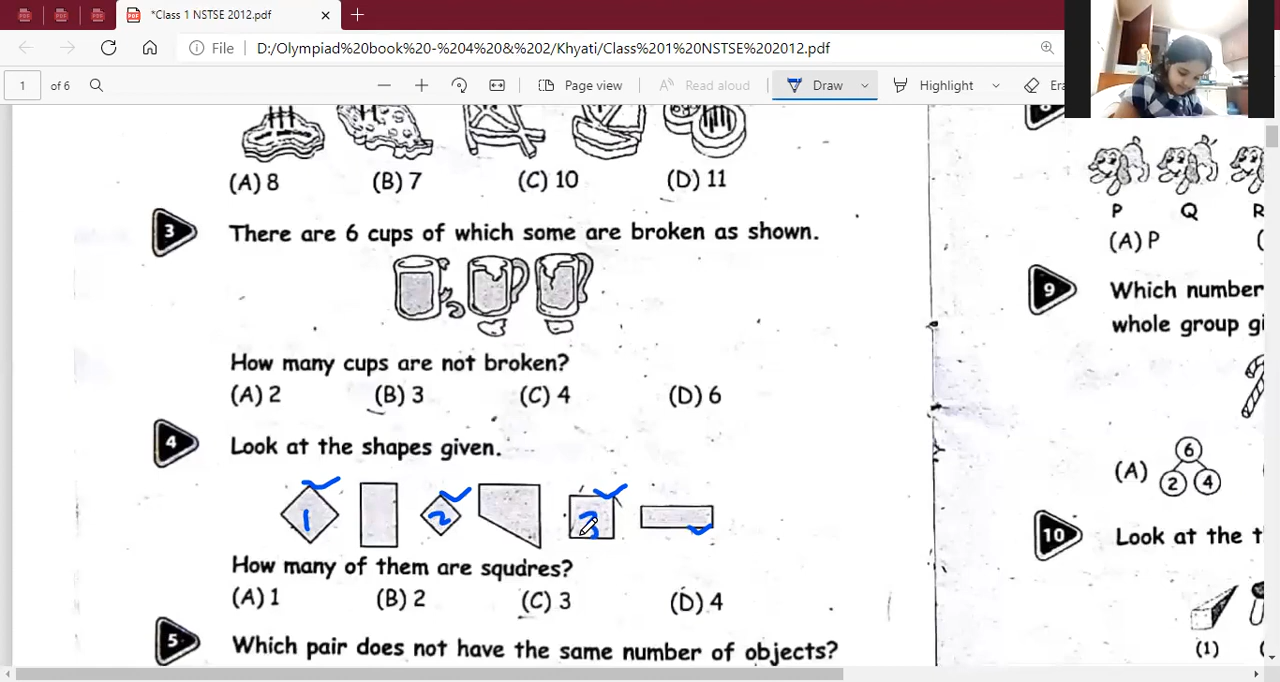 *Class 1 NSTSE 2012.pdf
File D:/Olympiad%20book%20-%204%20&%202/Khyati/Class%201%20NSTSE%202012.pdf
1 of 6 Page view Read aloud Draw Highlight Era
(A) 8 (B) 7 (C) 10 (D) 11
3 There are 6 cups of which some are broken as shown.
How many cups are not broken?
(A) 2 (B) 3 (C) 4 (D) 6
4 Look at the shapes given.
1 2 3
How many of them are squares?
(A) 1 (B) 2 (C) 3 (D) 4
5 Which pair does not have the same number of objects?
P Q R
(A) P (
9 Which number
whole group gi
(A) 6
2 4
10 Look at the t
(1) (